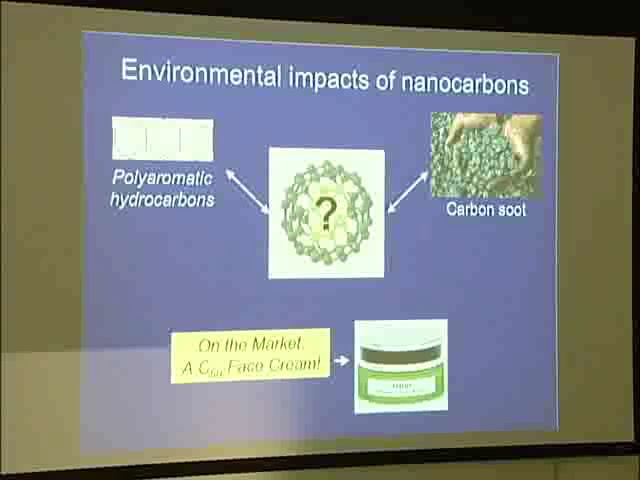 Environmental impacts of nanocarbons
Polyaromatic
hydrocarbons
?
Carbon soot
On the Market.
A C60 Face Cream!